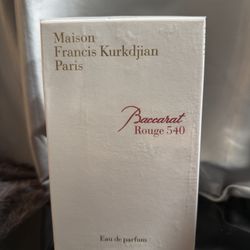 Maison
Francis Kurkdjian
Paris
Baccarat
Rouge 540
Eau de parfum